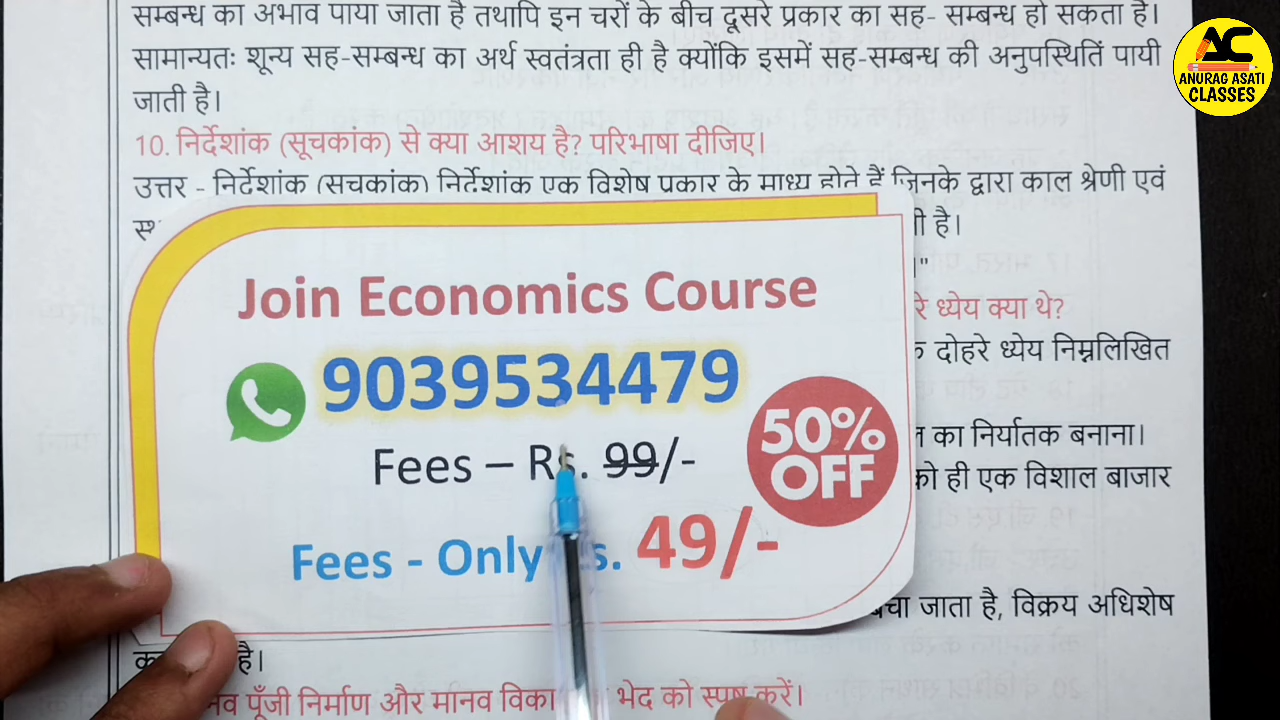 सम्बन्ध का अभाव पाया जाता है तथापि इन चरों के बीच दूसरे प्रकार का सह- सम्बन्ध हो सकता है।
सामान्यतः शून्य सह-सम्बन्ध का अर्थ स्वतंत्रता ही है क्योंकि इसमें सह-सम्बन्ध की अनुपस्थिति पायी
जाती है।
AC
ANURAG ASATI
CLASSES
10. निर्देशांक (सूचकांक) से क्या आशय है? परिभाषा दीजिए।
उत्तर - निर्देशांक (सूचकांक) निर्देशांक एक विशेष प्रकार के माध्य होते हैं जिनके द्वारा काल श्रेणी एवं
है।
ध्येय क्या थे?
दोहरे ध्येय निम्नलिखित
का निर्यातक बनाना।
को ही एक विशाल बाजार
जाता है, विक्रय अधिशेष
है।
पूँजी निर्माण और मानव भेद को स्पष्ट करें।
Join Economics Course
9039534479
Fees – Rs. 99/-
50%
OFF
Fees - Only Rs. 49/-